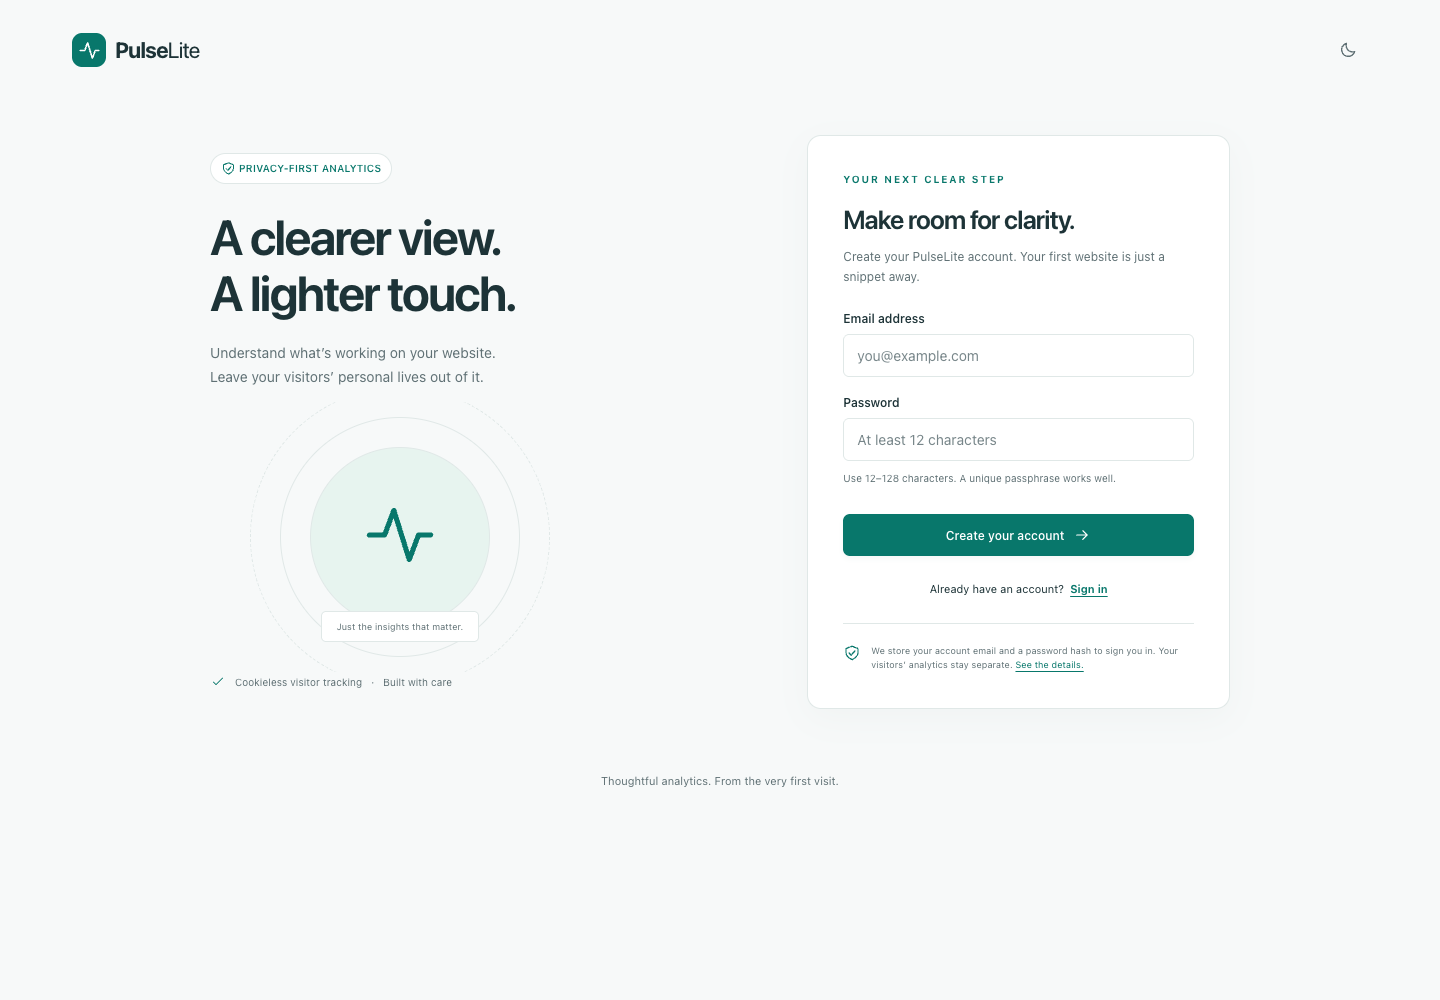 PulseLite
PRIVACY-FIRST ANALYTICS
A clearer view.
A lighter touch.
Understand what’s working on your website.
Leave your visitors’ personal lives out of it.
Just the insights that matter.
Cookieless visitor tracking · Built with care
YOUR NEXT CLEAR STEP
Make room for clarity.
Create your PulseLite account. Your first website is just a
snippet away.
Email address
you@example.com
Password
At least 12 characters
Use 12–128 characters. A unique passphrase works well.
Create your account
Already have an account? Sign in
We store your account email and a password hash to sign you in. Your
visitors’ analytics stay separate. See the details.
Thoughtful analytics. From the very first visit.